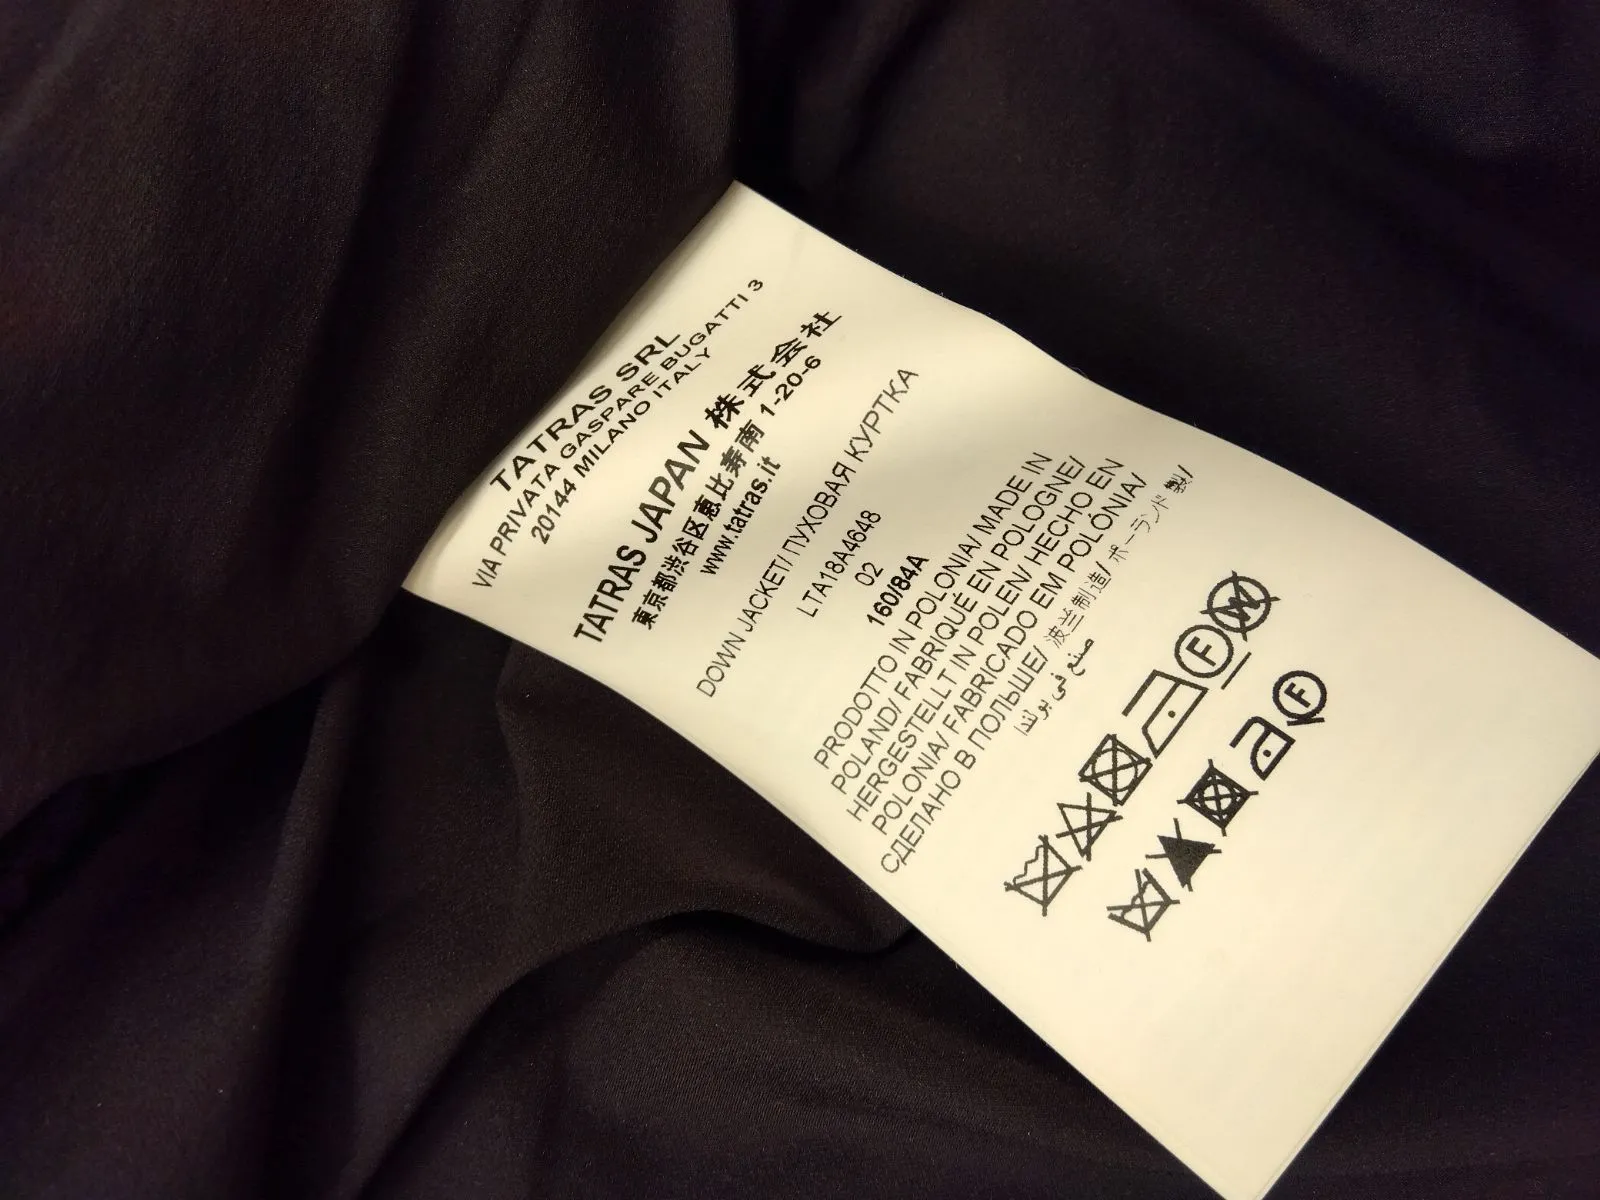 TATRAS SRL
VIA PRIVATA GASPARE BUGATTI 3
20144 MILANO ITALY
TATRAS JAPAN 株式会社
東京都渋谷区恵比寿南 1-20-6
www.tatras.it
DOWN JACKET/ ПУХОВАЯ КУРТКА
LTA18A4648
02
160/84A
PRODOTTO IN POLONIA/ MADE IN
POLAND/ FABRIQUÉ EN POLOGNE/
HERGESTELLT IN POLEN/ HECHO EN
POLONIA/ FABRICADO EM POLÓNIA/
СДЕЛАНО В ПОЛЬШЕ/ 波兰制造/ ポーランド製/
صنع في بولندا
F W
F